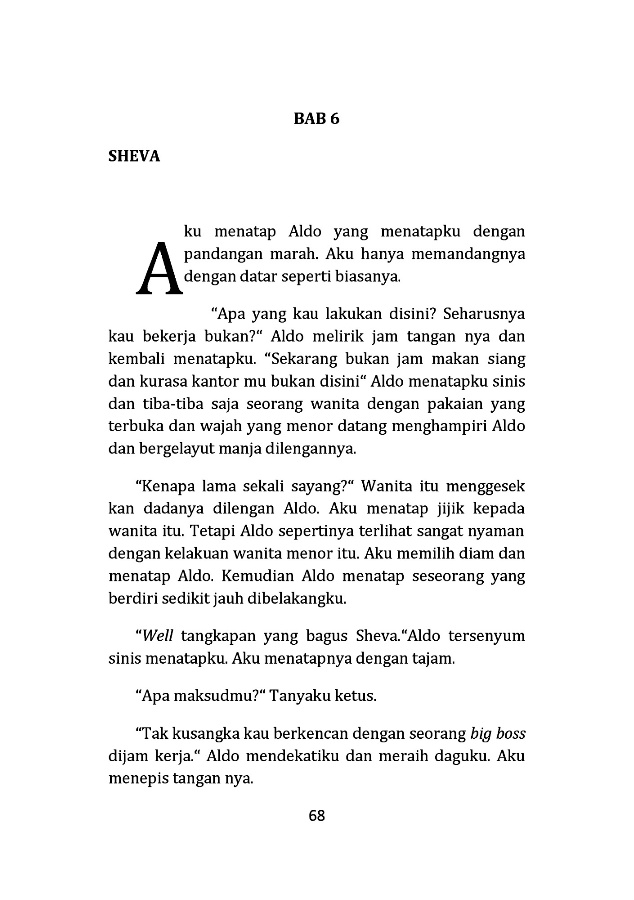 BAB 6
SHEVA
Aku menatap Aldo yang menatapku dengan
pandangan marah. Aku hanya memandangnya
dengan datar seperti biasanya.
“Apa yang kau lakukan disini? Seharusnya
kau bekerja bukan?“ Aldo melirik jam tangan nya dan
kembali menatapku. “Sekarang bukan jam makan siang
dan kurasa kantor mu bukan disini“ Aldo menatapku sinis
dan tiba-tiba saja seorang wanita dengan pakaian yang
terbuka dan wajah yang menor datang menghampiri Aldo
dan bergelayut manja dilengannya.
“Kenapa lama sekali sayang?“ Wanita itu menggesek
kan dadanya dilengan Aldo. Aku menatap jijik kepada
wanita itu. Tetapi Aldo sepertinya terlihat sangat nyaman
dengan kelakuan wanita menor itu. Aku memilih diam dan
menatap Aldo. Kemudian Aldo menatap seseorang yang
berdiri sedikit jauh dibelakangku.
“Well tangkapan yang bagus Sheva.“Aldo tersenyum
sinis menatapku. Aku menatapnya dengan tajam.
“Apa maksudmu?“ Tanyaku ketus.
“Tak kusangka kau berkencan dengan seorang big boss
dijam kerja.“ Aldo mendekatiku dan meraih daguku. Aku
menepis tangan nya.
68